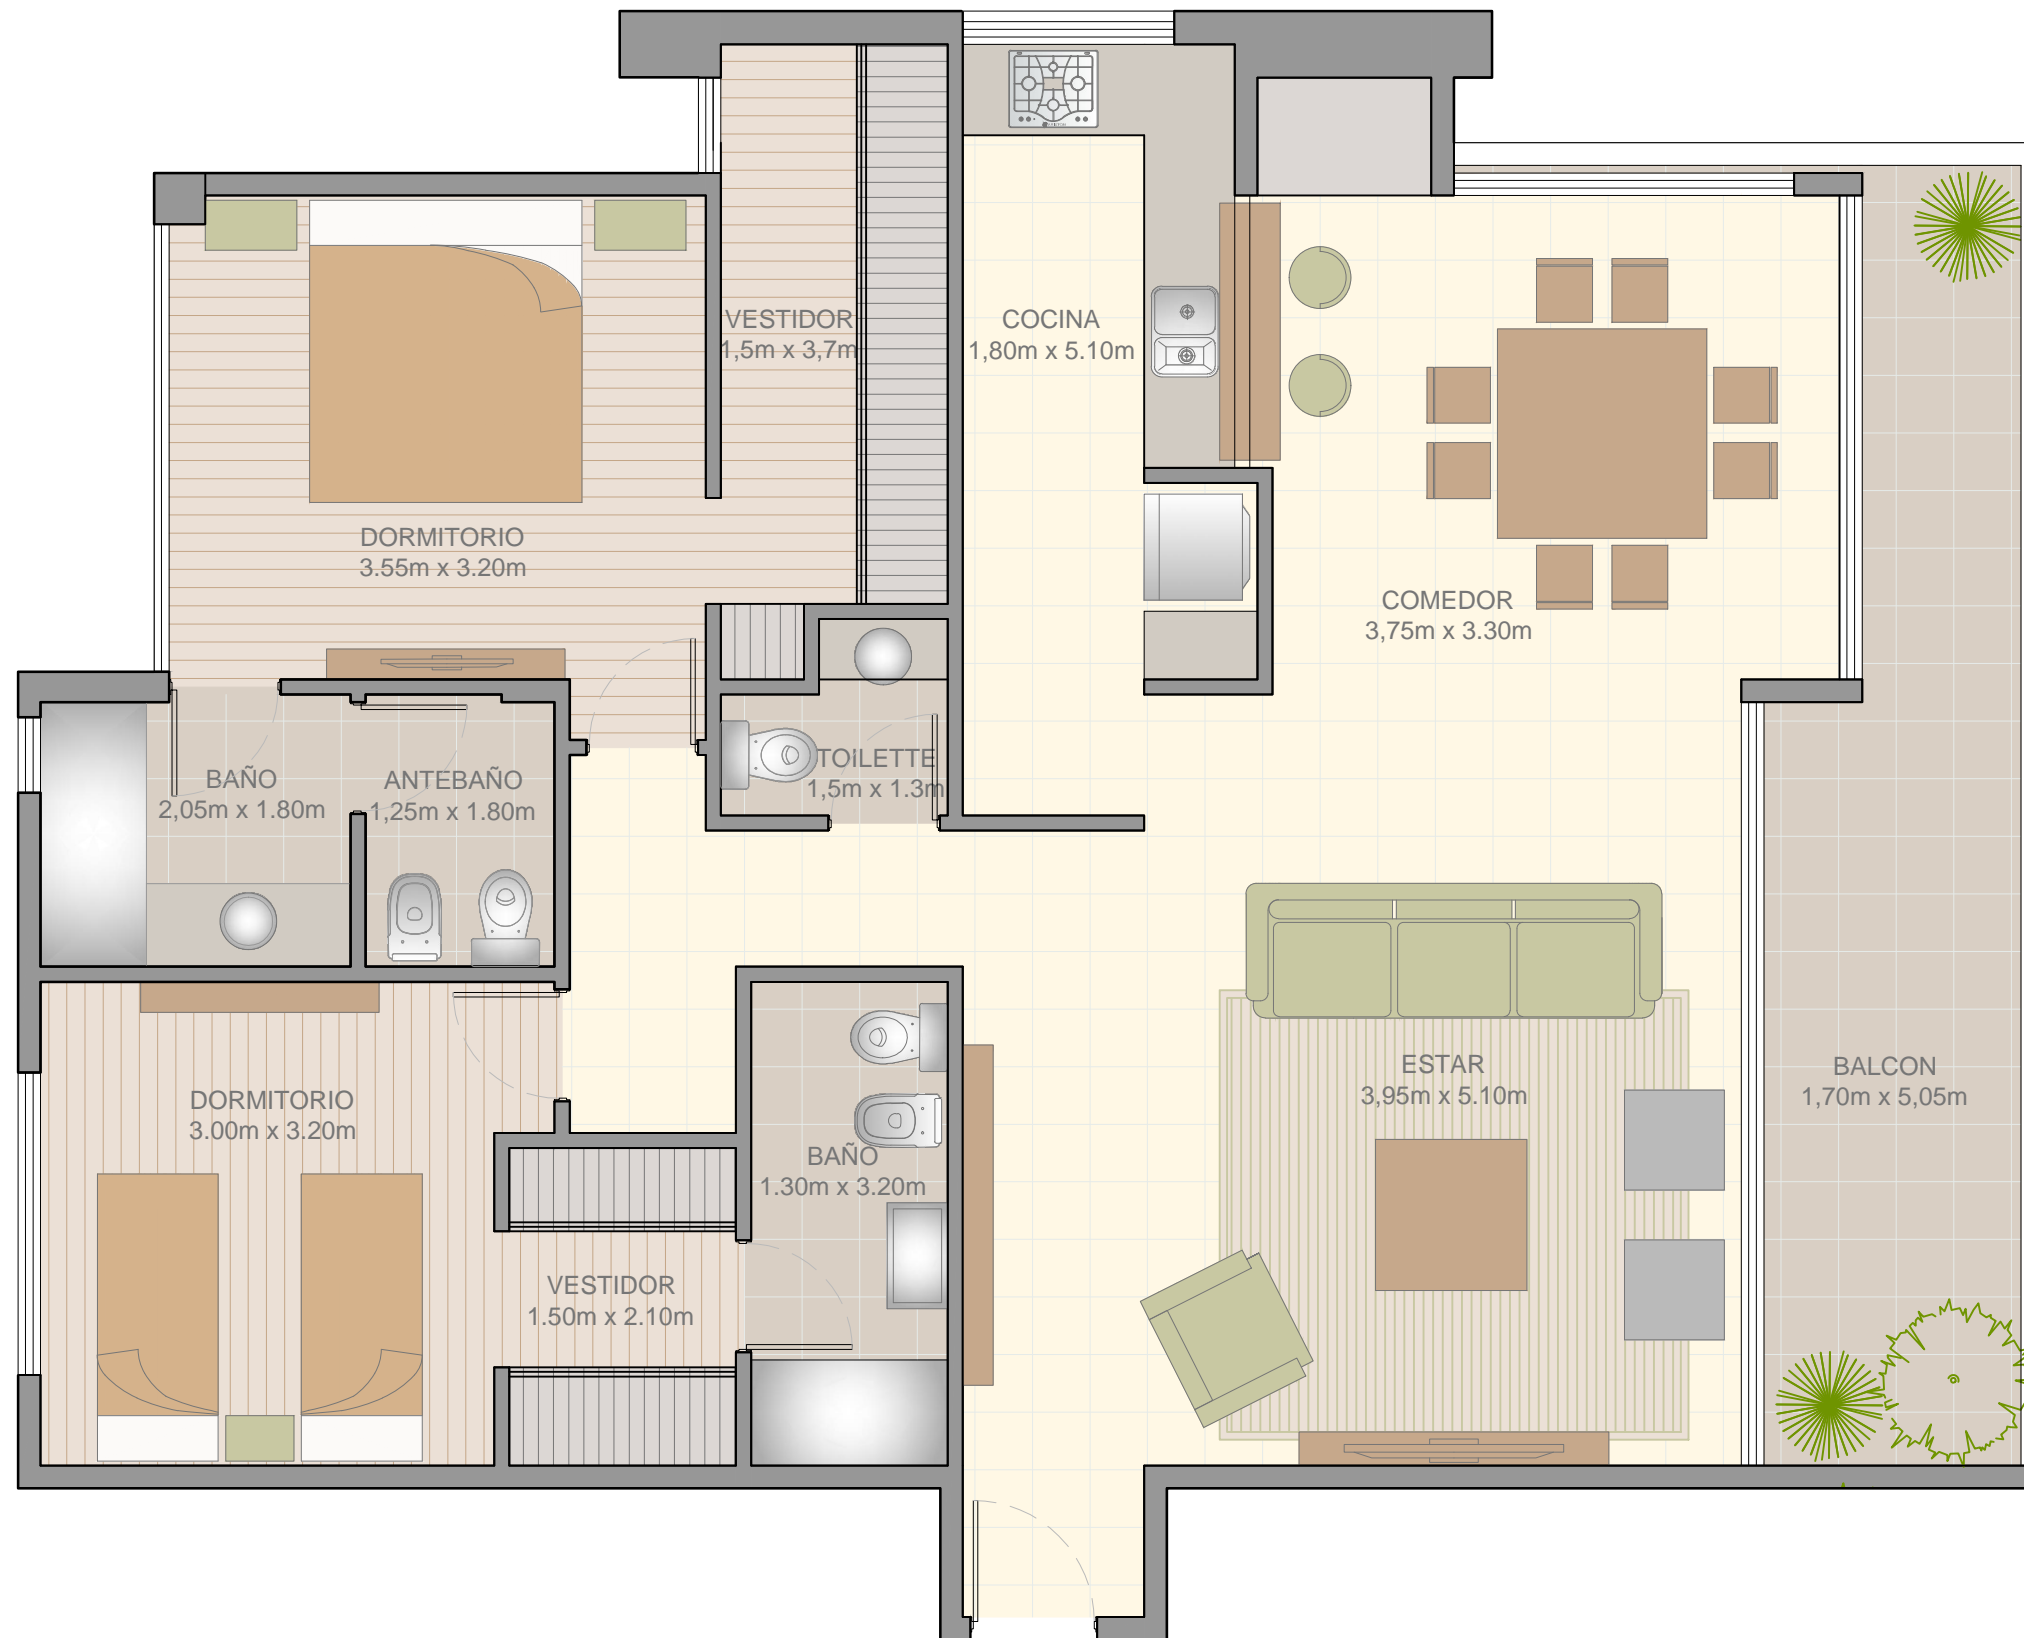 VESTIDOR
1,5m x 3,7m
COCINA
1,80m x 5.10m
DORMITORIO
3.55m x 3.20m
COMEDOR
3,75m x 3.30m
TOILETTE
1,5m x 1.3m
BAÑO
2,05m x 1.80m
ANTEBAÑO
1,25m x 1.80m
ESTAR
3,95m x 5.10m
BALCON
1,70m x 5,05m
DORMITORIO
3.00m x 3.20m
BAÑO
1.30m x 3.20m
VESTIDOR
1.50m x 2.10m